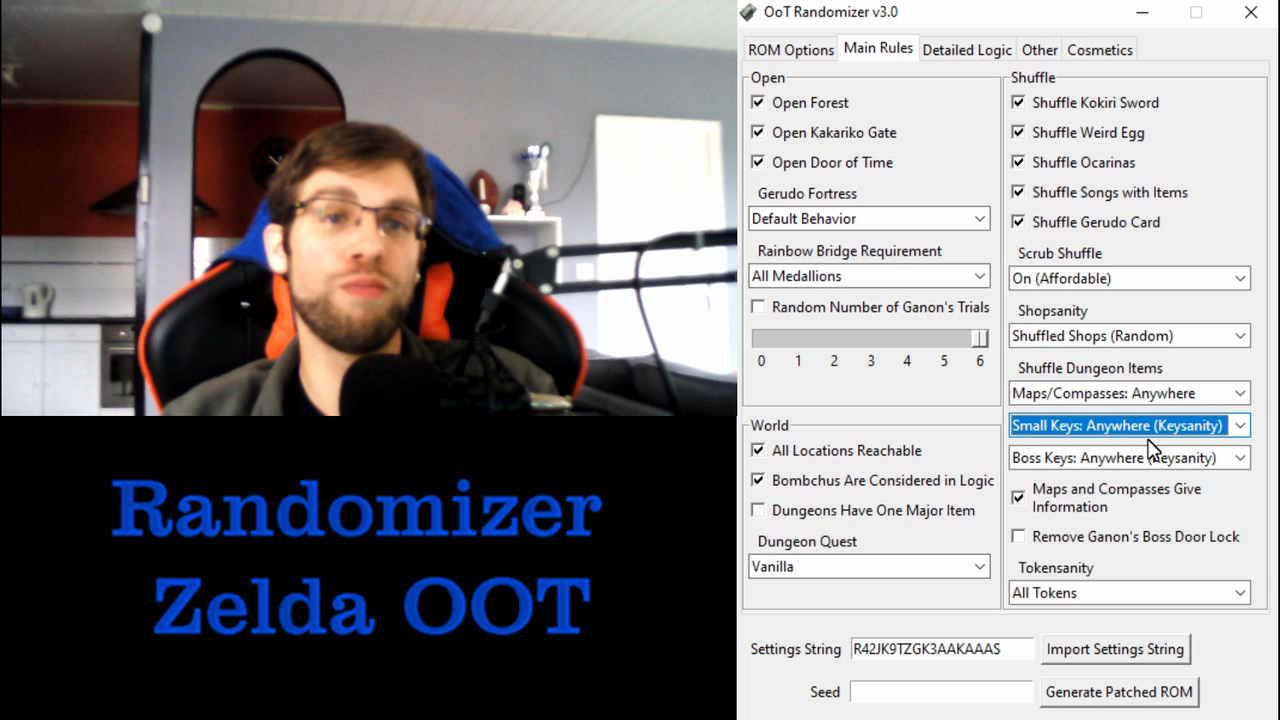 Randomizer
Zelda OOT
OoT Randomizer v3.0
ROM Options Main Rules Detailed Logic Other Cosmetics
Open
Open Forest
Open Kakariko Gate
Open Door of Time
Gerudo Fortress
Default Behavior
Rainbow Bridge Requirement
All Medallions
Random Number of Ganon's Trials
0 1 2 3 4 5 6
World
All Locations Reachable
Bombchus Are Considered in Logic
Dungeons Have One Major Item
Dungeon Quest
Vanilla
Shuffle
Shuffle Kokiri Sword
Shuffle Weird Egg
Shuffle Ocarinas
Shuffle Songs with Items
Shuffle Gerudo Card
Scrub Shuffle
On (Affordable)
Shopsanity
Shuffled Shops (Random)
Shuffle Dungeon Items
Maps/Compasses: Anywhere
Small Keys: Anywhere (Keysanity)
Boss Keys: Anywhere (Keysanity)
Maps and Compasses Give
Information
Remove Ganon's Boss Door Lock
Tokensanity
All Tokens
Settings String R42JK9TZGK3AAKAAAS Import Settings String
Seed Generate Patched ROM